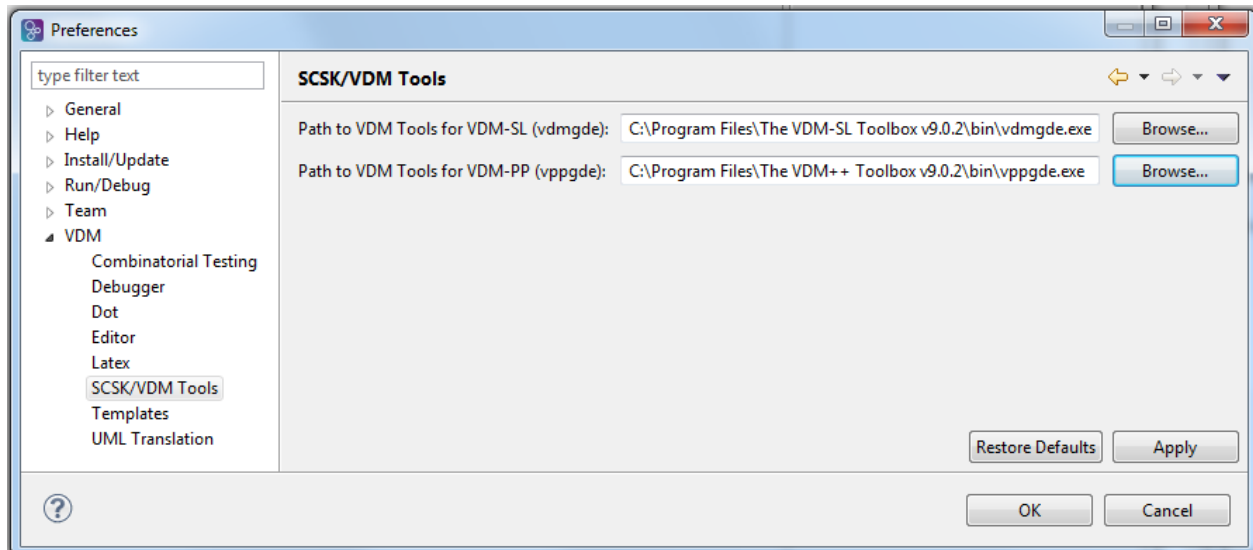 Preferences
type filter text
General
Help
Install/Update
Run/Debug
Team
VDM
Combinatorial Testing
Debugger
Dot
Editor
Latex
SCSK/VDM Tools
Templates
UML Translation
SCSK/VDM Tools
Path to VDM Tools for VDM-SL (vdmgde): C:\Program Files\The VDM-SL Toolbox v9.0.2\bin\vdmgde.exe Browse...
Path to VDM Tools for VDM-PP (vppgde): C:\Program Files\The VDM++ Toolbox v9.0.2\bin\vppgde.exe Browse...
Restore Defaults Apply
? OK Cancel